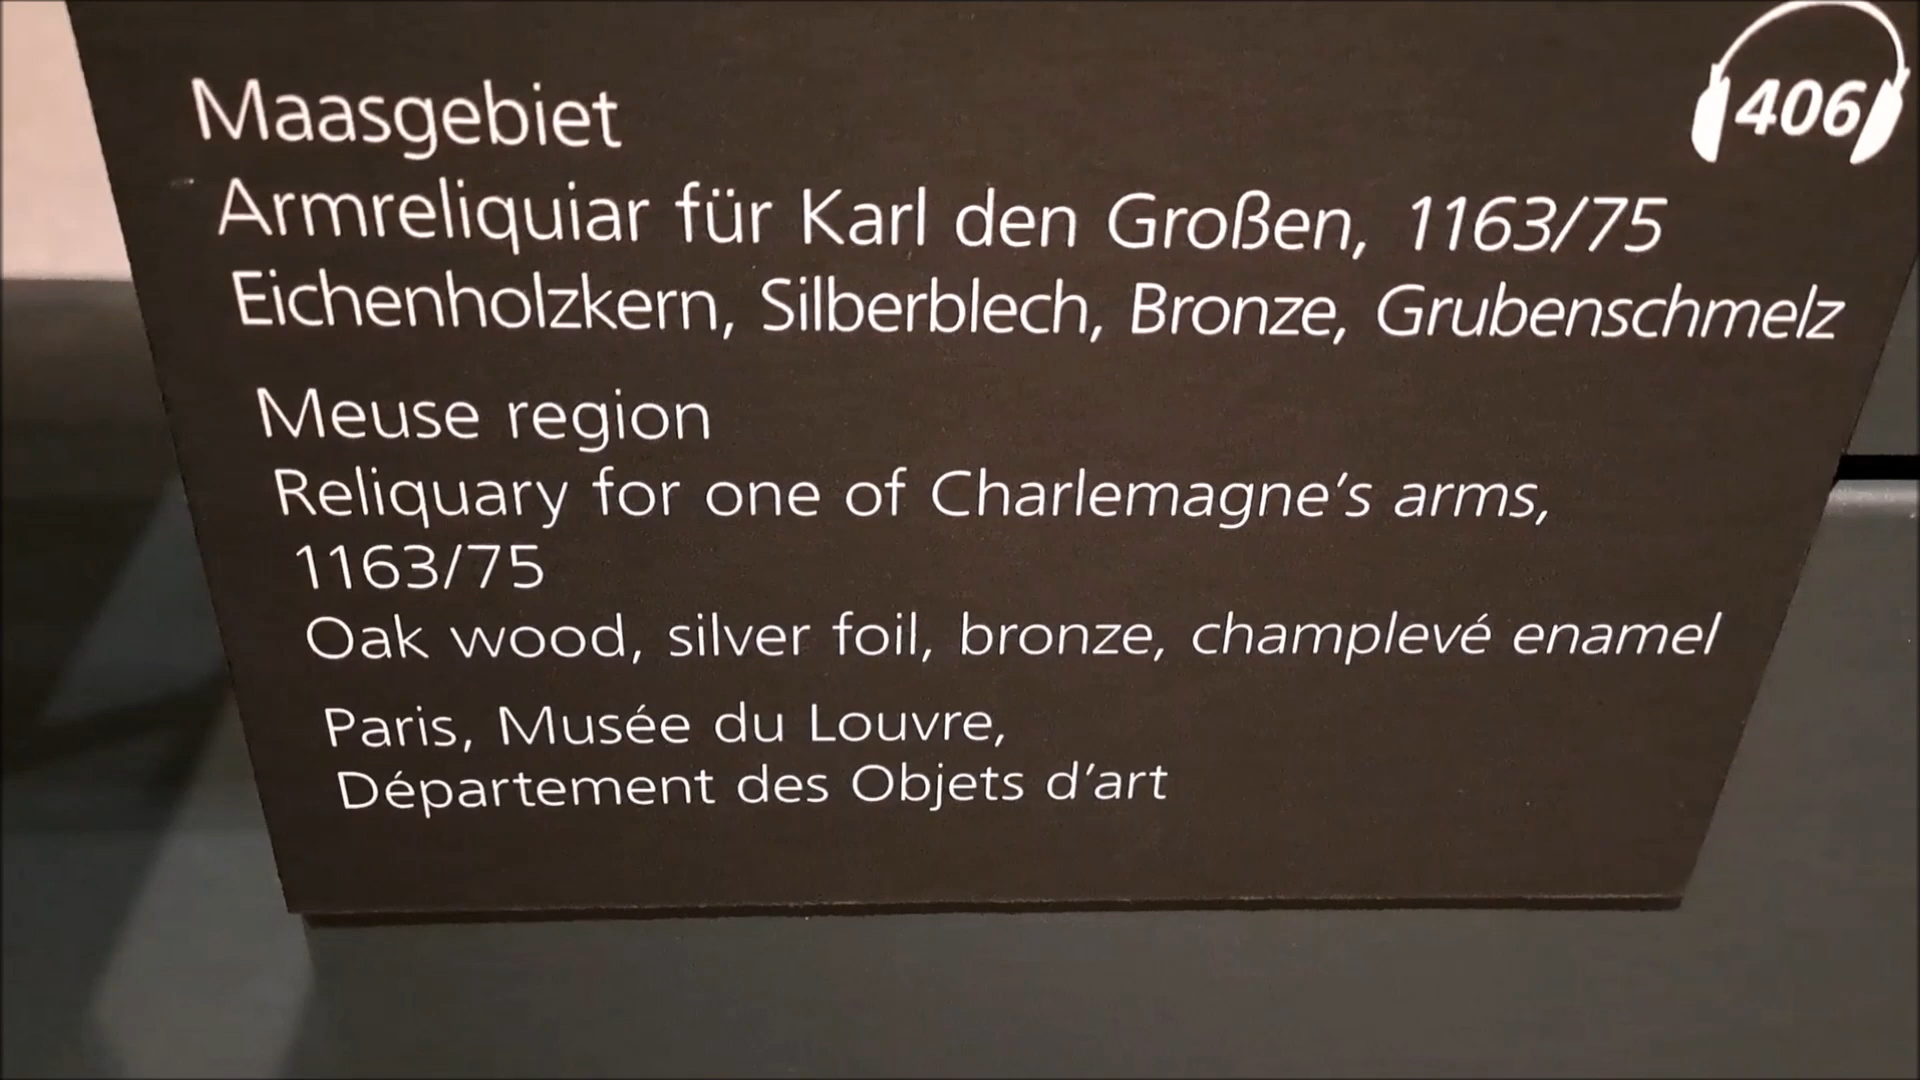 406
Maasgebiet
Armreliquiar für Karl den Großen, 1163/75
Eichenholzkern, Silberblech, Bronze, Grubenschmelz
Meuse region
Reliquary for one of Charlemagne's arms,
1163/75
Oak wood, silver foil, bronze, champlevé enamel
Paris, Musée du Louvre,
Département des Objets d'art